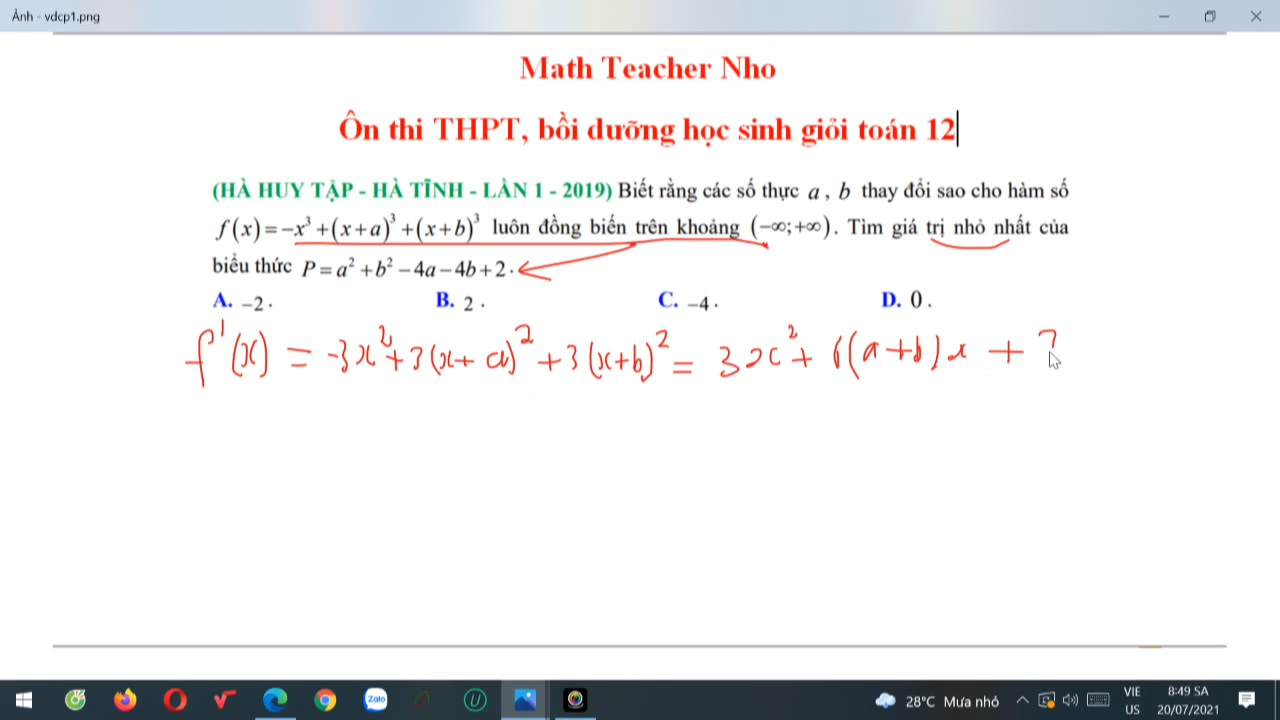 Ảnh - vdcp1.png
Math Teacher Nho
Ôn thi THPT, bồi dưỡng học sinh giỏi toán 12
(HÀ HUY TẬP - HÀ TĨNH - LẦN 1 - 2019) Biết rằng các số thực a , b thay đổi sao cho hàm số
f(x)=-x³+(x+a)³+(x+b)³ luôn đồng biến trên khoảng (-∞;+∞). Tìm giá trị nhỏ nhất của
biểu thức P=a²+b²-4a-4b+2.
A. -2. B. 2. C. -4. D. 0.
f'(x) = -3x²+3(x+a)²+3(x+b)² = 3x²+6(a+b)x+3
28°C Mưa nhỏ
VIE
US
8:49 SA
20/07/2021
Zalo
U